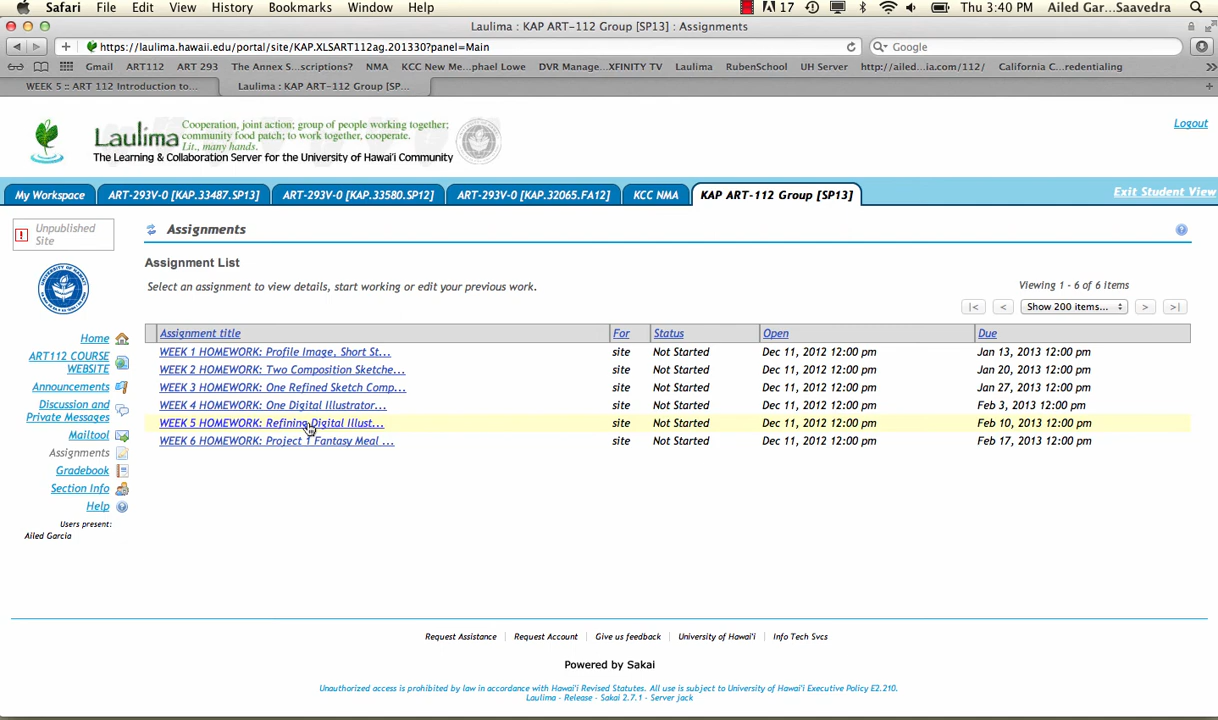 Safari File Edit View History Bookmarks Window Help 17 Thu 3:40 PM Ailed Gar...Saavedra
Laulima : KAP ART-112 Group [SP13] : Assignments
https://laulima.hawaii.edu/portal/site/KAP.XLSART112ag.201330?panel=Main Google
Gmail ART112 ART 293 The Annex S...scriptions? NMA KCC New Me...phael Lowe DVR Manage...XFINITY TV Laulima RubenSchool UH Server http://ailed...ia.com/112/ California C...redentialing
WEEK 5 :: ART 112 Introduction to... Laulima : KAP ART-112 Group [SP...
Laulima
Cooperation, joint action; group of people working together;
community food patch; to work together, cooperate.
Lit., many hands.
The Learning & Collaboration Server for the University of Hawai'i Community
Logout
My Workspace ART-293V-0 [KAP.33487.SP13] ART-293V-0 [KAP.33580.SP12] ART-293V-0 [KAP.32065.FA12] KCC NMA KAP ART-112 Group [SP13] Exit Student View
Unpublished
Site
Home
ART112 COURSE
WEBSITE
Announcements
Discussion and
Private Messages
Mailtool
Assignments
Gradebook
Section Info
Help
Users present:
Ailed Garcia
Assignments
Assignment List
Select an assignment to view details, start working or edit your previous work.
Viewing 1 - 6 of 6 items
|< < Show 200 items... > >|
Assignment title For Status Open Due
WEEK 1 HOMEWORK: Profile Image, Short St... site Not Started Dec 11, 2012 12:00 pm Jan 13, 2013 12:00 pm
WEEK 2 HOMEWORK: Two Composition Sketche... site Not Started Dec 11, 2012 12:00 pm Jan 20, 2013 12:00 pm
WEEK 3 HOMEWORK: One Refined Sketch Comp... site Not Started Dec 11, 2012 12:00 pm Jan 27, 2013 12:00 pm
WEEK 4 HOMEWORK: One Digital Illustrator... site Not Started Dec 11, 2012 12:00 pm Feb 3, 2013 12:00 pm
WEEK 5 HOMEWORK: Refining Digital Illust... site Not Started Dec 11, 2012 12:00 pm Feb 10, 2013 12:00 pm
WEEK 6 HOMEWORK: Project 1 Fantasy Meal ... site Not Started Dec 11, 2012 12:00 pm Feb 17, 2013 12:00 pm
Request Assistance | Request Account | Give us feedback | University of Hawai'i | Info Tech Svcs
Powered by Sakai
Unauthorized access is prohibited by law in accordance with Hawai'i Revised Statutes. All use is subject to University of Hawai'i Executive Policy E2.210.
Laulima - Release - Sakai 2.7.1 - Server jack